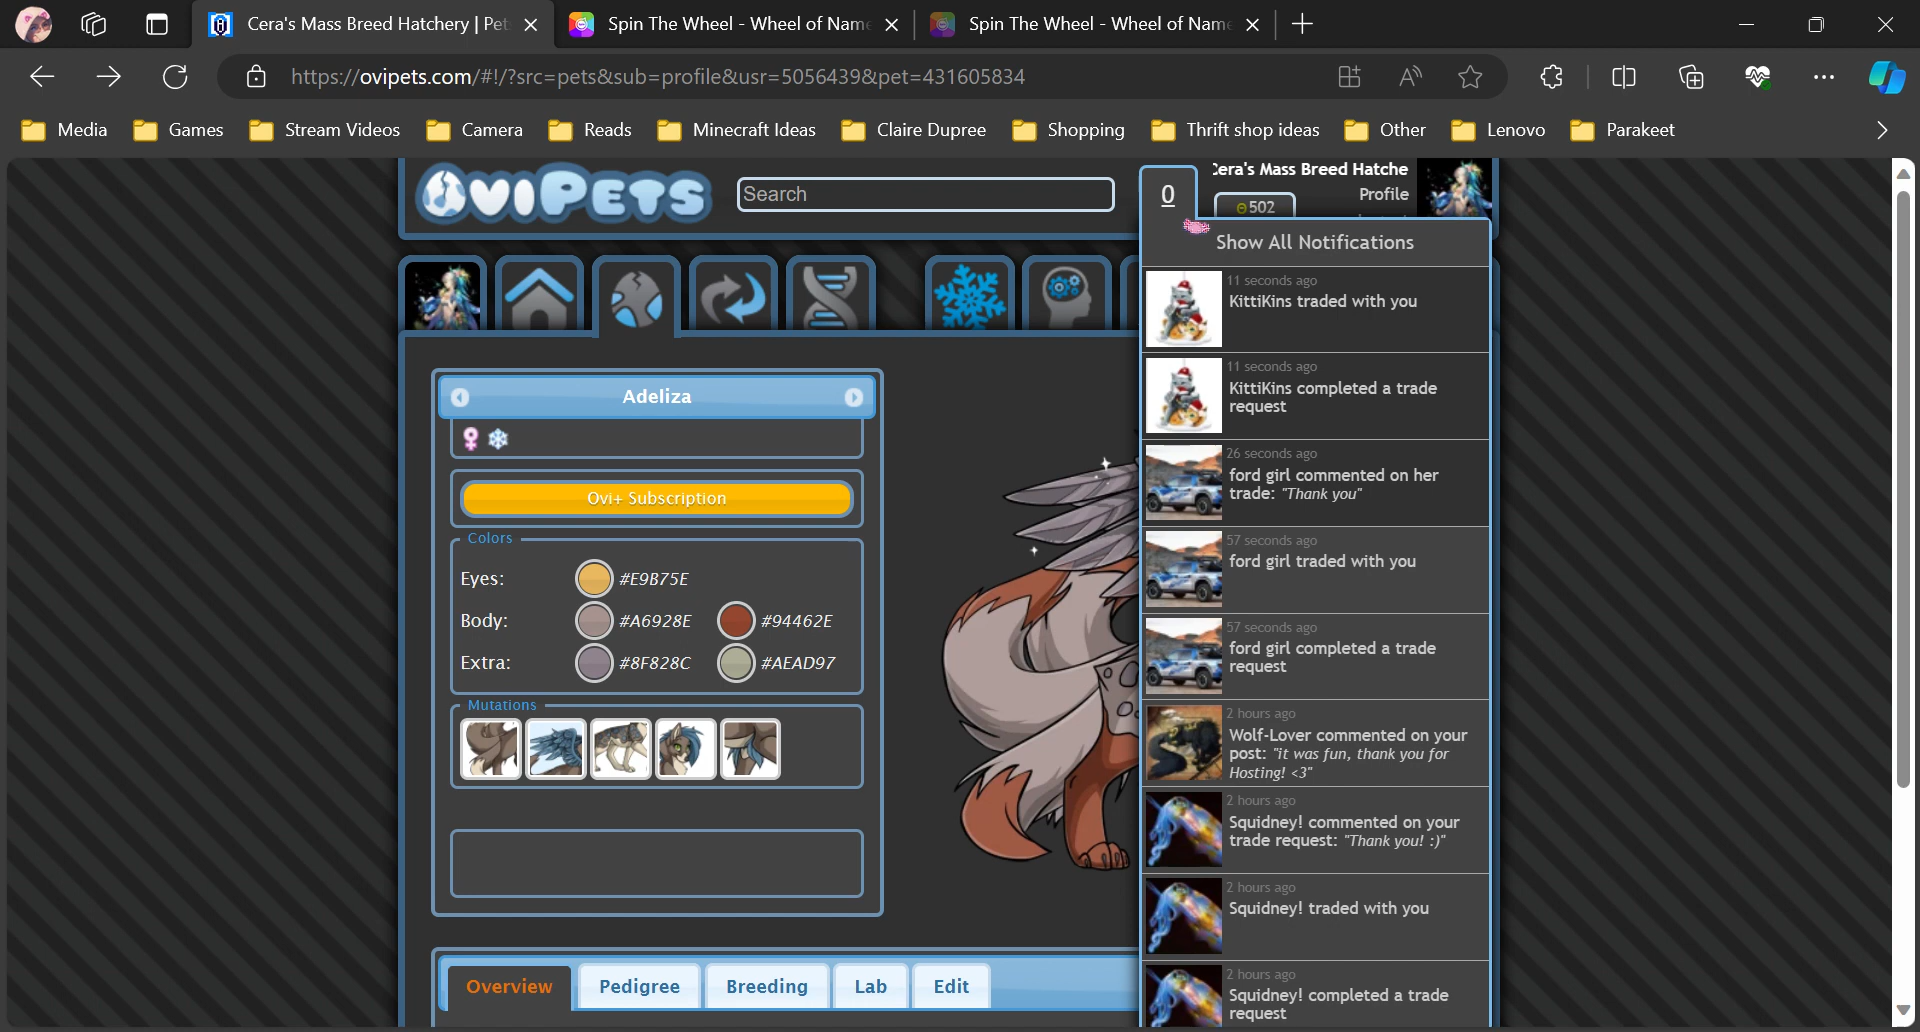 Cera's Mass Breed Hatchery | Pet
Spin The Wheel - Wheel of Name
Spin The Wheel - Wheel of Name
https://ovipets.com/#!/?src=pets&sub=profile&usr=5056439&pet=431605834
Media
Games
Stream Videos
Camera
Reads
Minecraft Ideas
Claire Dupree
Shopping
Thrift shop ideas
Other
Lenovo
Parakeet
OviPets
Search
0
Cera's Mass Breed Hatche
Profile
502
Show All Notifications
11 seconds ago
KittiKins traded with you
11 seconds ago
KittiKins completed a trade
request
26 seconds ago
ford girl commented on her
trade: "Thank you"
57 seconds ago
ford girl traded with you
57 seconds ago
ford girl completed a trade
request
2 hours ago
Wolf-Lover commented on your
post: "it was fun, thank you for
Hosting! <3"
2 hours ago
Squidney! commented on your
trade request: "Thank you! :)"
2 hours ago
Squidney! traded with you
2 hours ago
Squidney! completed a trade
request
Adeliza
Ovi+ Subscription
Colors
Eyes: #E9B75E
Body: #A6928E #94462E
Extra: #8F828C #AEAD97
Mutations
Overview
Pedigree
Breeding
Lab
Edit